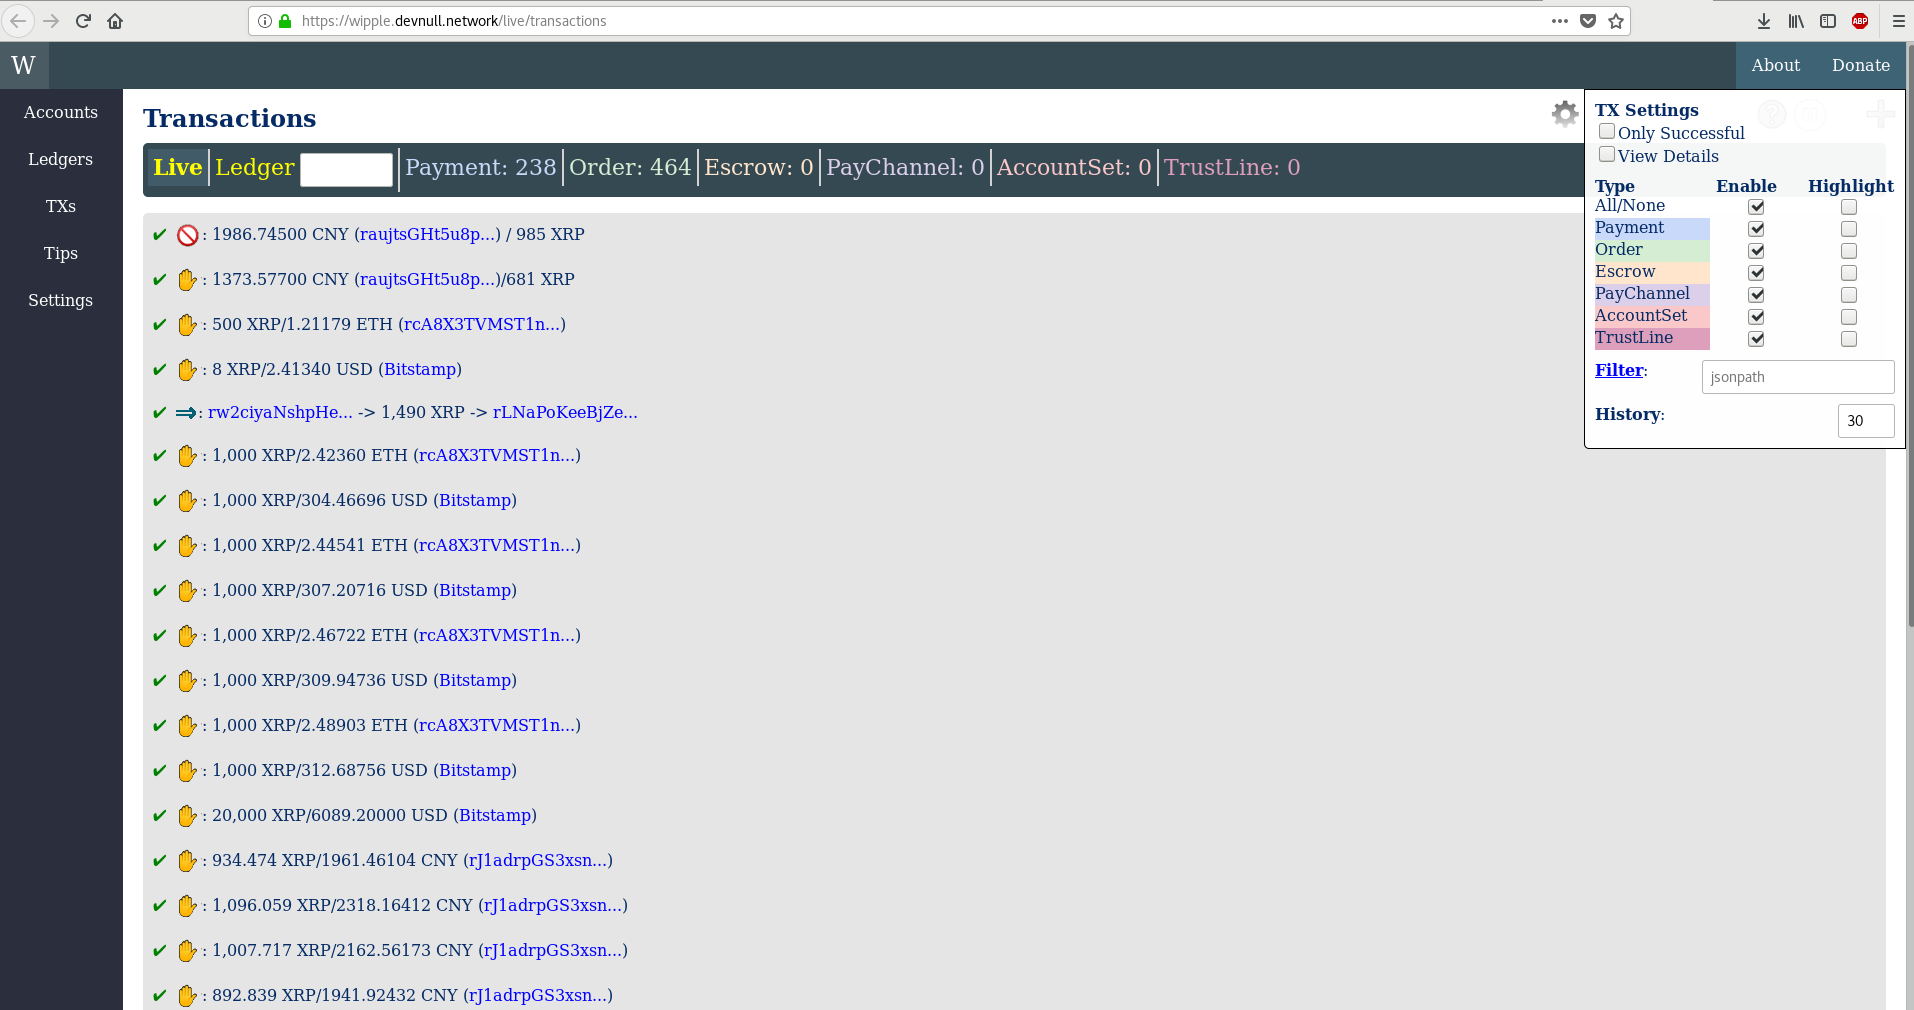 https://wipple.devnull.network/live/transactions
ABP
W
About Donate
Accounts
Ledgers
TXs
Tips
Settings
Transactions
Live Ledger Payment: 238 Order: 464 Escrow: 0 PayChannel: 0 AccountSet: 0 TrustLine: 0
✔ : 1986.74500 CNY (raujtsGHt5u8p...) / 985 XRP
✔ : 1373.57700 CNY (raujtsGHt5u8p...)/681 XRP
✔ : 500 XRP/1.21179 ETH (rcA8X3TVMST1n...)
✔ : 8 XRP/2.41340 USD (Bitstamp)
✔ ⇒: rw2ciyaNshpHe... -> 1,490 XRP -> rLNaPoKeeBjZe...
✔ : 1,000 XRP/2.42360 ETH (rcA8X3TVMST1n...)
✔ : 1,000 XRP/304.46696 USD (Bitstamp)
✔ : 1,000 XRP/2.44541 ETH (rcA8X3TVMST1n...)
✔ : 1,000 XRP/307.20716 USD (Bitstamp)
✔ : 1,000 XRP/2.46722 ETH (rcA8X3TVMST1n...)
✔ : 1,000 XRP/309.94736 USD (Bitstamp)
✔ : 1,000 XRP/2.48903 ETH (rcA8X3TVMST1n...)
✔ : 1,000 XRP/312.68756 USD (Bitstamp)
✔ : 20,000 XRP/6089.20000 USD (Bitstamp)
✔ : 934.474 XRP/1961.46104 CNY (rJ1adrpGS3xsn...)
✔ : 1,096.059 XRP/2318.16412 CNY (rJ1adrpGS3xsn...)
✔ : 1,007.717 XRP/2162.56173 CNY (rJ1adrpGS3xsn...)
✔ : 892.839 XRP/1941.92432 CNY (rJ1adrpGS3xsn...)
TX Settings
Only Successful
View Details
Type Enable Highlight
All/None
Payment
Order
Escrow
PayChannel
AccountSet
TrustLine
Filter: jsonpath
History: 30